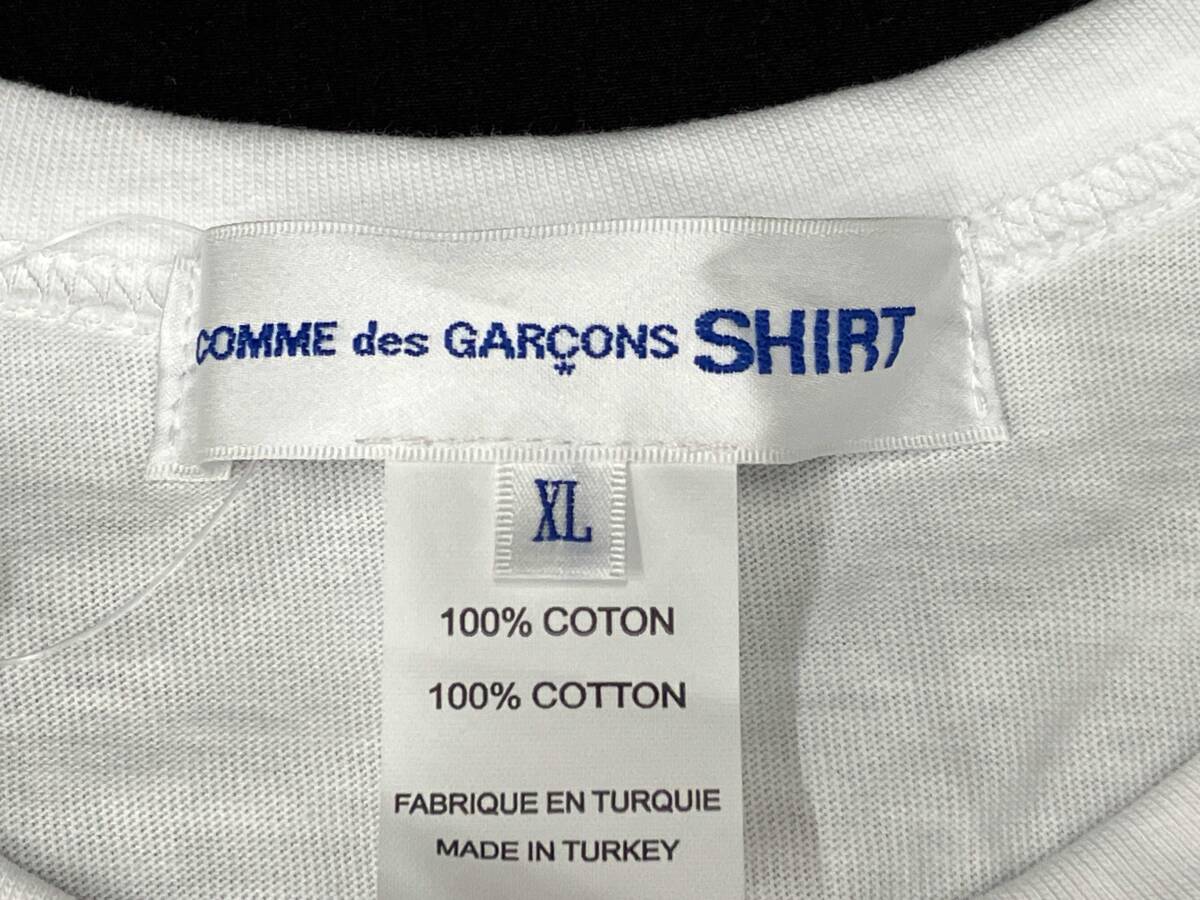 COMME des GARÇONS SHIRT
XL
100% COTON
100% COTTON
FABRIQUE EN TURQUIE
MADE IN TURKEY